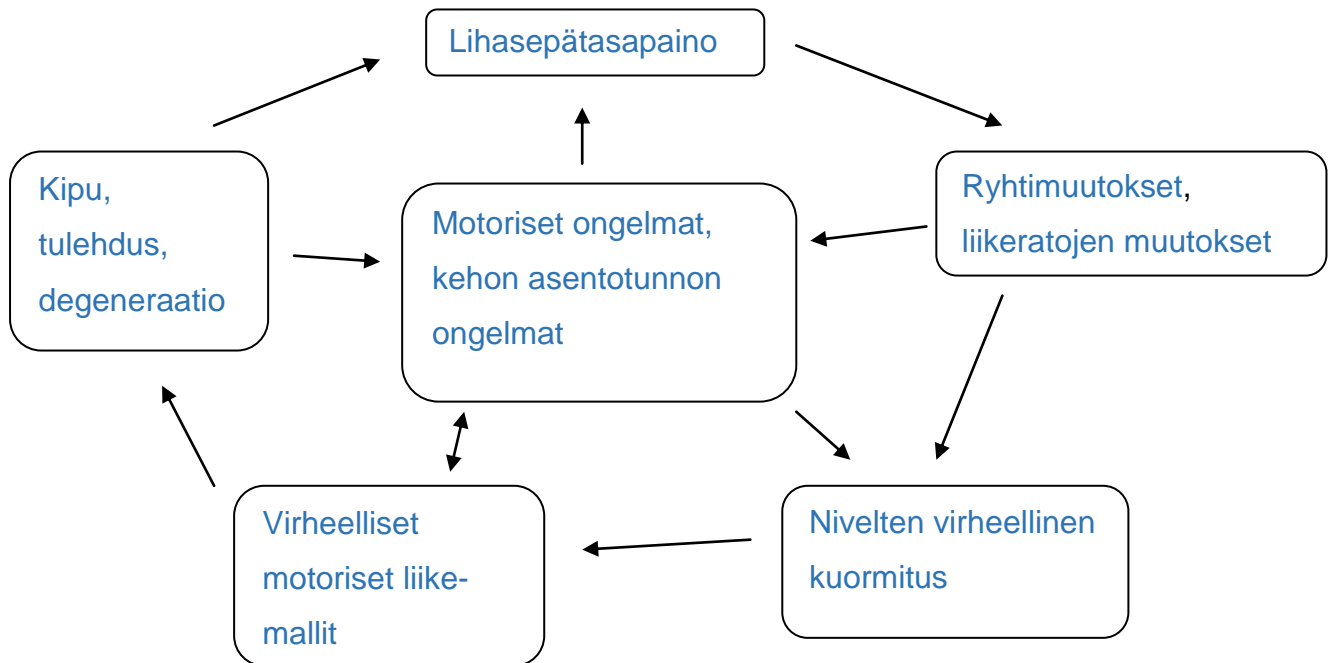 Lihasepätasapaino
Kipu,
tulehdus,
degeneraatio
Motoriset ongelmat,
kehon asentotunnon
ongelmat
Ryhtimuutokset,
liikeratojen muutokset
Virheelliset
motoriset liike-
mallit
Nivelten virheellinen
kuormitus